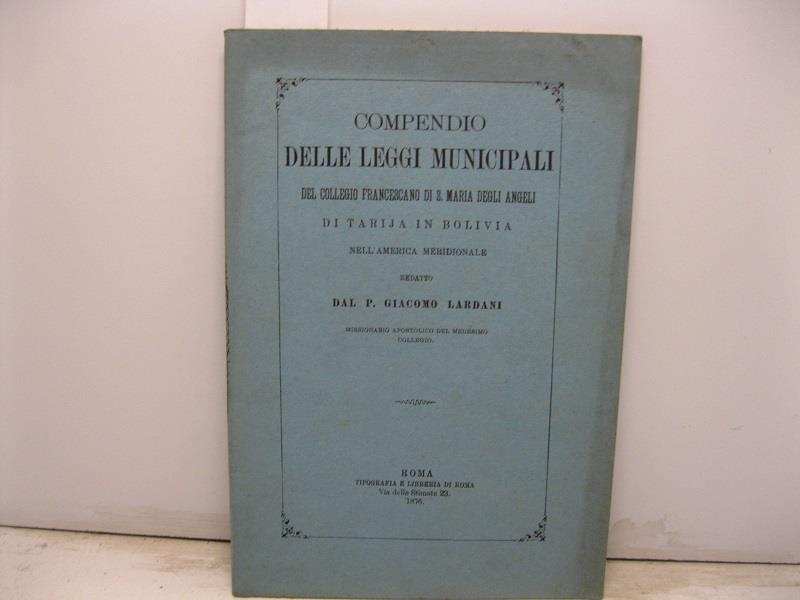 COMPENDIO
DELLE LEGGI MUNICIPALI
DEL COLLEGIO FRANCESCANO DI S. MARIA DEGLI ANGELI
DI TARIJA IN BOLIVIA
NELL'AMERICA MERIDIONALE
REDATTO
DAL P. GIACOMO LARDANI
MISSIONARIO APOSTOLICO DEL MEDESIMO
COLLEGIO.
ROMA
TIPOGRAFIA E LIBRERIA DI ROMA
Via delle Stimate 23.
1876.